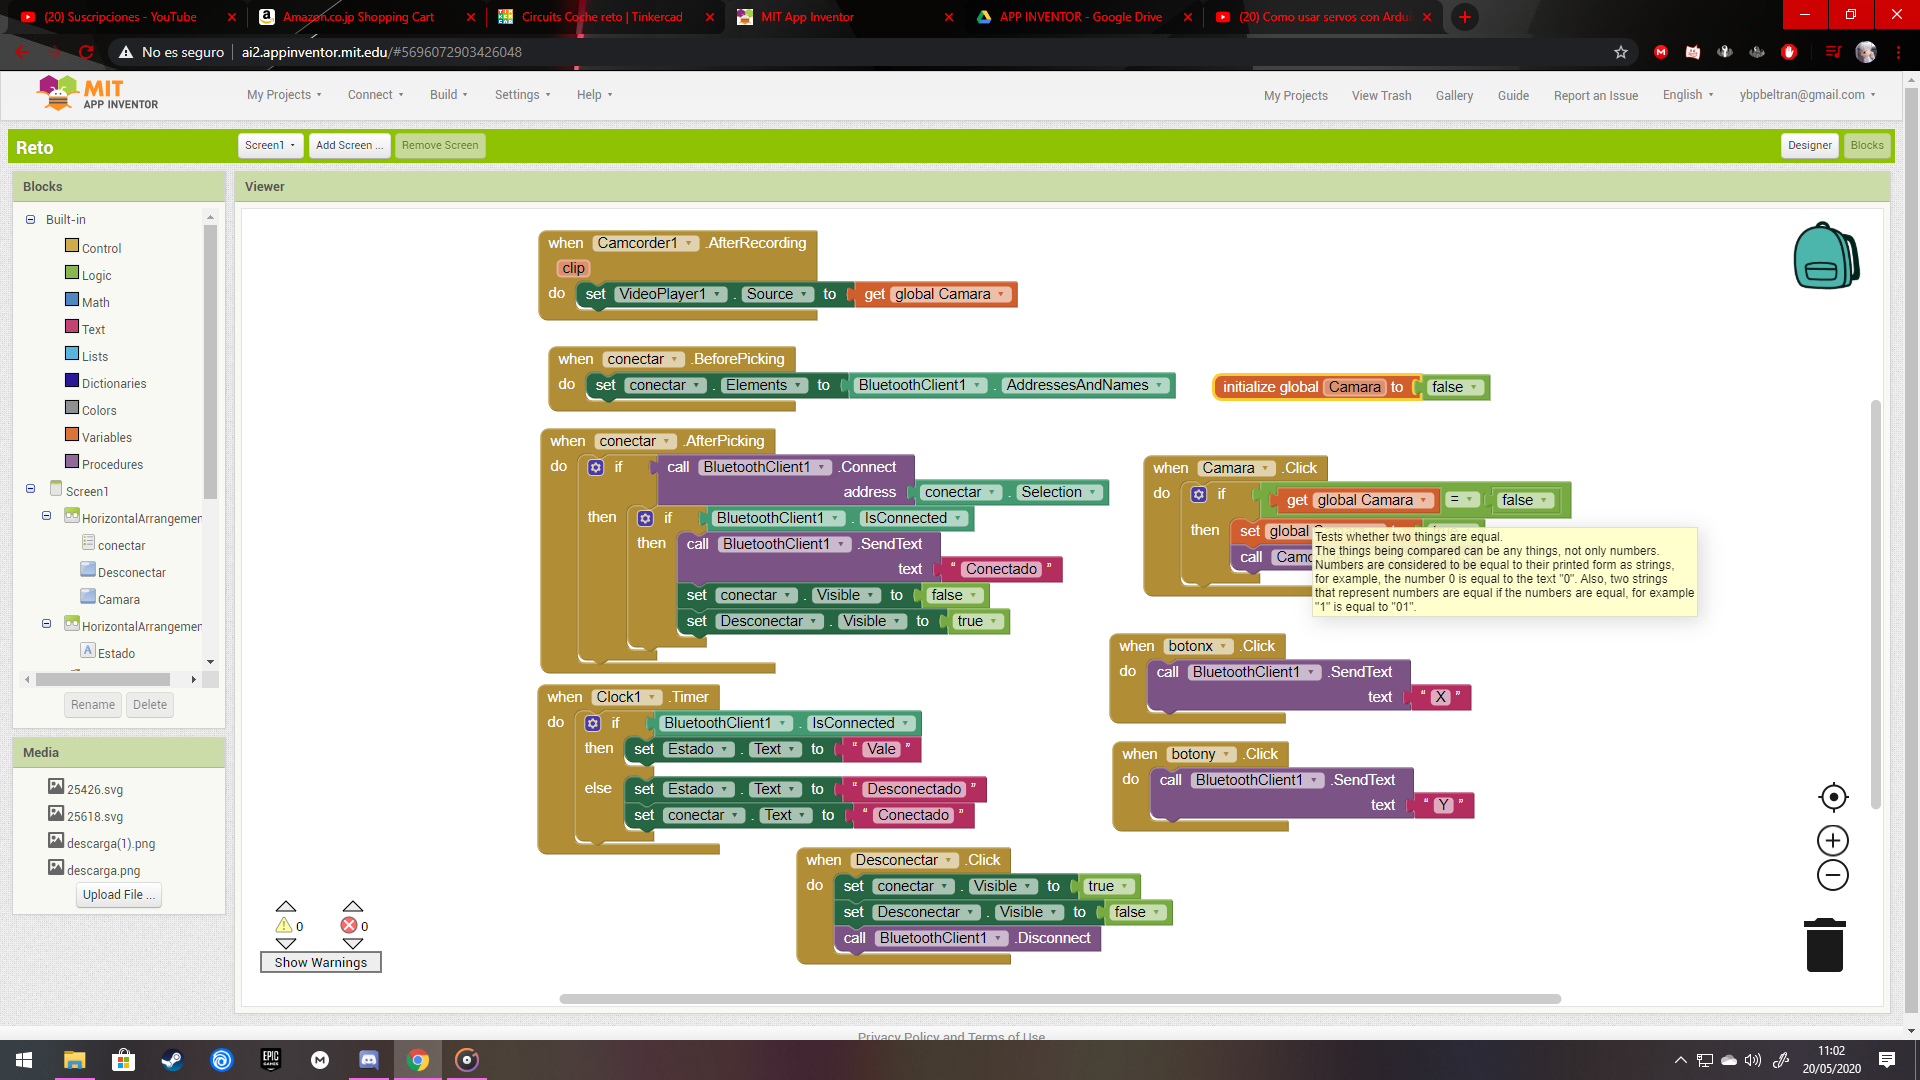 (20) Suscripciones - YouTube
Amazon.co.jp Shopping Cart
Circuits Coche reto | Tinkercad
MIT App Inventor
APP INVENTOR - Google Drive
(20) Como usar servos con Ardui
No es seguro | ai2.appinventor.mit.edu/#5696072903426048
MIT
APP INVENTOR
My Projects
Connect
Build
Settings
Help
My Projects
View Trash
Gallery
Guide
Report an Issue
English
ybpbeltran@gmail.com
Reto
Screen1
Add Screen ...
Remove Screen
Designer
Blocks
Blocks
Viewer
Built-in
Control
Logic
Math
Text
Lists
Dictionaries
Colors
Variables
Procedures
Screen1
HorizontalArrangemen
conectar
Desconectar
Camara
HorizontalArrangemen
Estado
Rename
Delete
Media
25426.svg
25618.svg
descarga(1).png
descarga.png
Upload File ...
when Camcorder1 .AfterRecording
clip
do set VideoPlayer1 . Source to get global Camara
when conectar .BeforePicking
do set conectar . Elements to BluetoothClient1 . AddressesAndNames
initialize global Camara to false
when conectar .AfterPicking
do if call BluetoothClient1 .Connect
address conectar . Selection
then if BluetoothClient1 . IsConnected
then call BluetoothClient1 .SendText
text " Conectado "
set conectar . Visible to false
set Desconectar . Visible to true
when Camara .Click
do if get global Camara = false
then set global
call Camc
Tests whether two things are equal.
The things being compared can be any things, not only numbers.
Numbers are considered to be equal to their printed form as strings,
for example, the number 0 is equal to the text "0". Also, two strings
that represent numbers are equal if the numbers are equal, for example
"1" is equal to "01".
when botonx .Click
do call BluetoothClient1 .SendText
text " X "
when Clock1 .Timer
do if BluetoothClient1 . IsConnected
then set Estado . Text to " Vale "
else set Estado . Text to " Desconectado "
set conectar . Text to " Conectado "
when botony .Click
do call BluetoothClient1 .SendText
text " Y "
when Desconectar .Click
do set conectar . Visible to true
set Desconectar . Visible to false
call BluetoothClient1 .Disconnect
0
0
Show Warnings
Privacy Policy and Terms of Use
EPIC
GAMES
11:02
20/05/2020